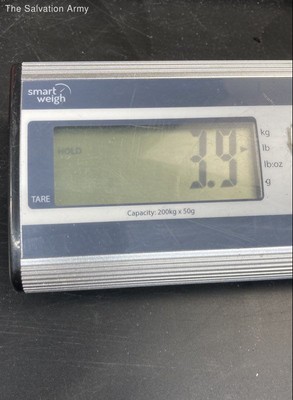 The Salvation Army
smart
weigh
HOLD
3.9
kg
lb
lb:oz
g
TARE
Capacity: 200kg x 50g